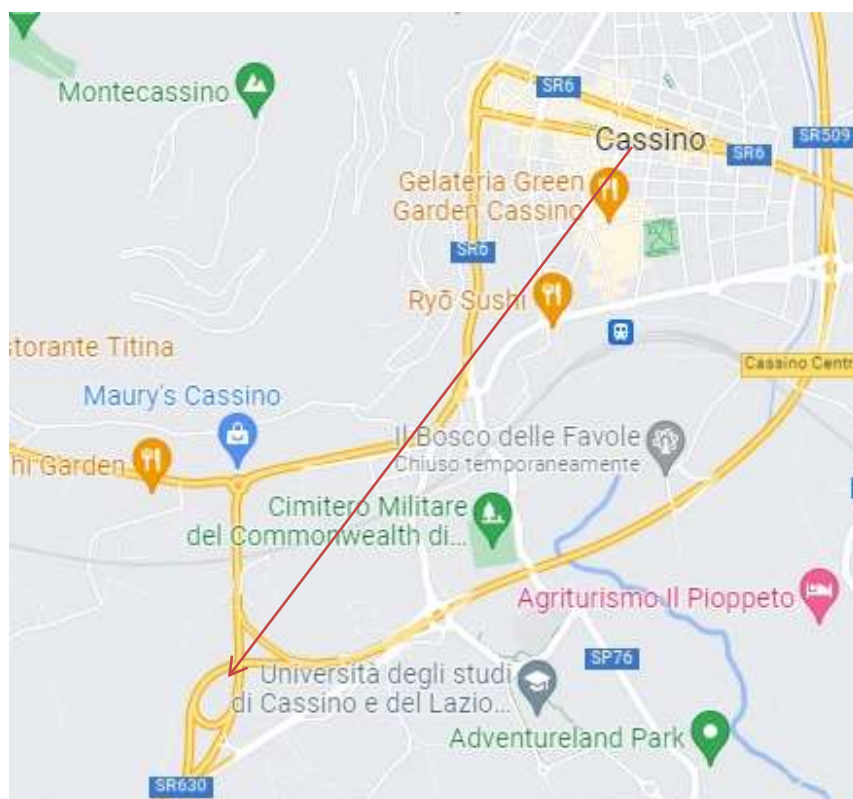 Montecassino
SR6
Cassino
SR509
SR6
Gelateria Green
Garden Cassino
SR6
Ryō Sushi
storante Titina
Cassino Centr
Maury's Cassino
Il Bosco delle Favole
Chiuso temporaneamente
hi Garden
Cimitero Militare
del Commonwealth di...
Agriturismo Il Pioppeto
SP76
Università degli studi
di Cassino e del Lazio...
Adventureland Park
SR630